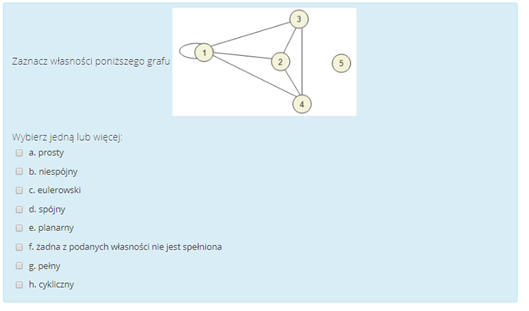 3
1
Zaznacz własności poniższego grafu
2
5
4
Wybierz jedną lub więcej:
a. prosty
b. niespójny
c. eulerowski
d. spójny
e. planarny
f. żadna z podanych własności nie jest spełniona
g. pełny
h. cykliczny